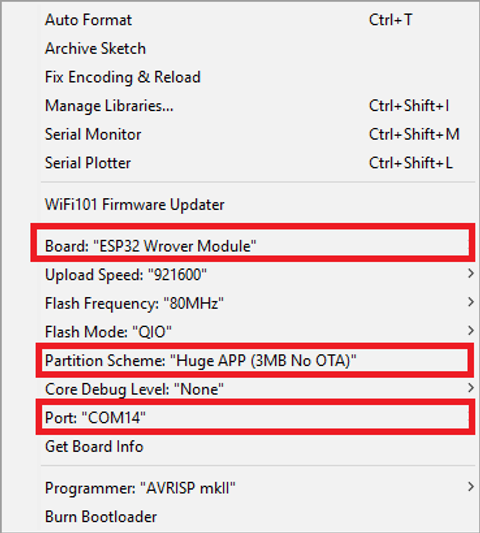 Auto Format Ctrl+T
Archive Sketch
Fix Encoding & Reload
Manage Libraries... Ctrl+Shift+I
Serial Monitor Ctrl+Shift+M
Serial Plotter Ctrl+Shift+L
WiFi101 Firmware Updater
Board: "ESP32 Wrover Module"
Upload Speed: "921600"
Flash Frequency: "80MHz"
Flash Mode: "QIO"
Partition Scheme: "Huge APP (3MB No OTA)"
Core Debug Level: "None"
Port: "COM14"
Get Board Info
Programmer: "AVRISP mkII"
Burn Bootloader